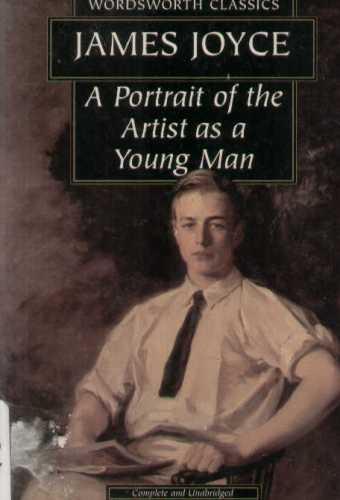 WORDSWORTH CLASSICS
JAMES JOYCE
A Portrait of the
Artist as a
Young Man
Complete and Unabridged